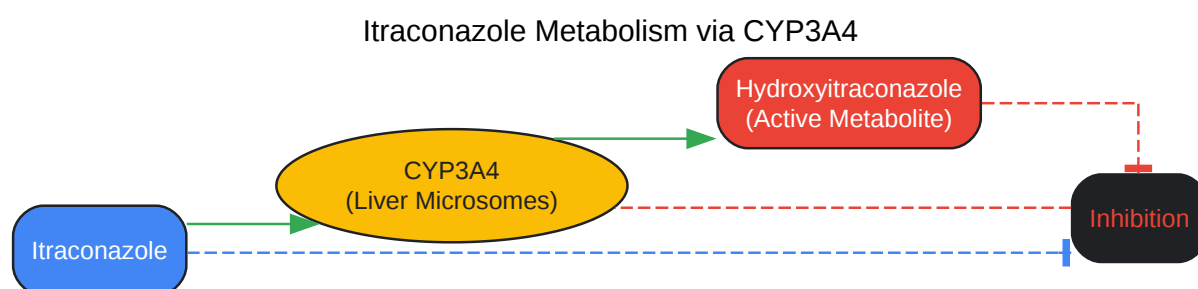 Itraconazole Metabolism via CYP3A4
Hydroxyitraconazole
(Active Metabolite)
CYP3A4
(Liver Microsomes)
Itraconazole
Inhibition